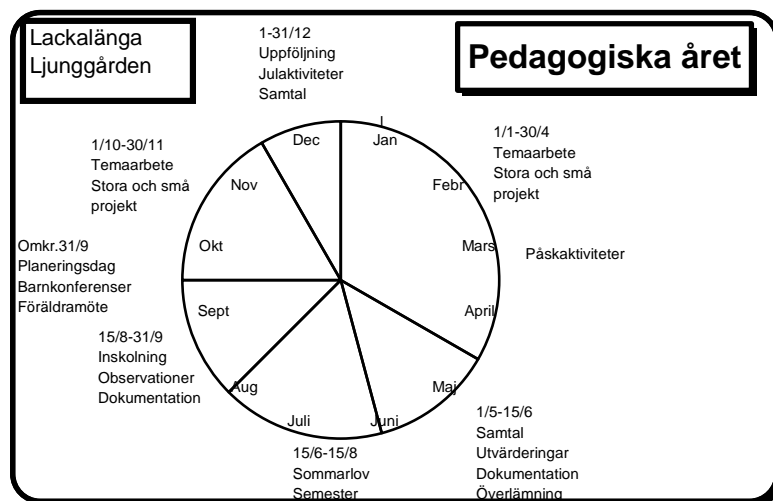 Lackalänga
Ljunggården
Pedagogiska året
1-31/12
Uppföljning
Julaktiviteter
Samtal
1/1-30/4
Temaarbete
Stora och små
projekt
Påskaktiviteter
1/5-15/6
Samtal
Utvärderingar
Dokumentation
Överlämning
15/6-15/8
Sommarlov
Semester
15/8-31/9
Inskolning
Observationer
Dokumentation
Omkr.31/9
Planeringsdag
Barnkonferenser
Föräldramöte
1/10-30/11
Temaarbete
Stora och små
projekt
Jan
Febr
Mars
April
Maj
Juni
Juli
Aug
Sept
Okt
Nov
Dec